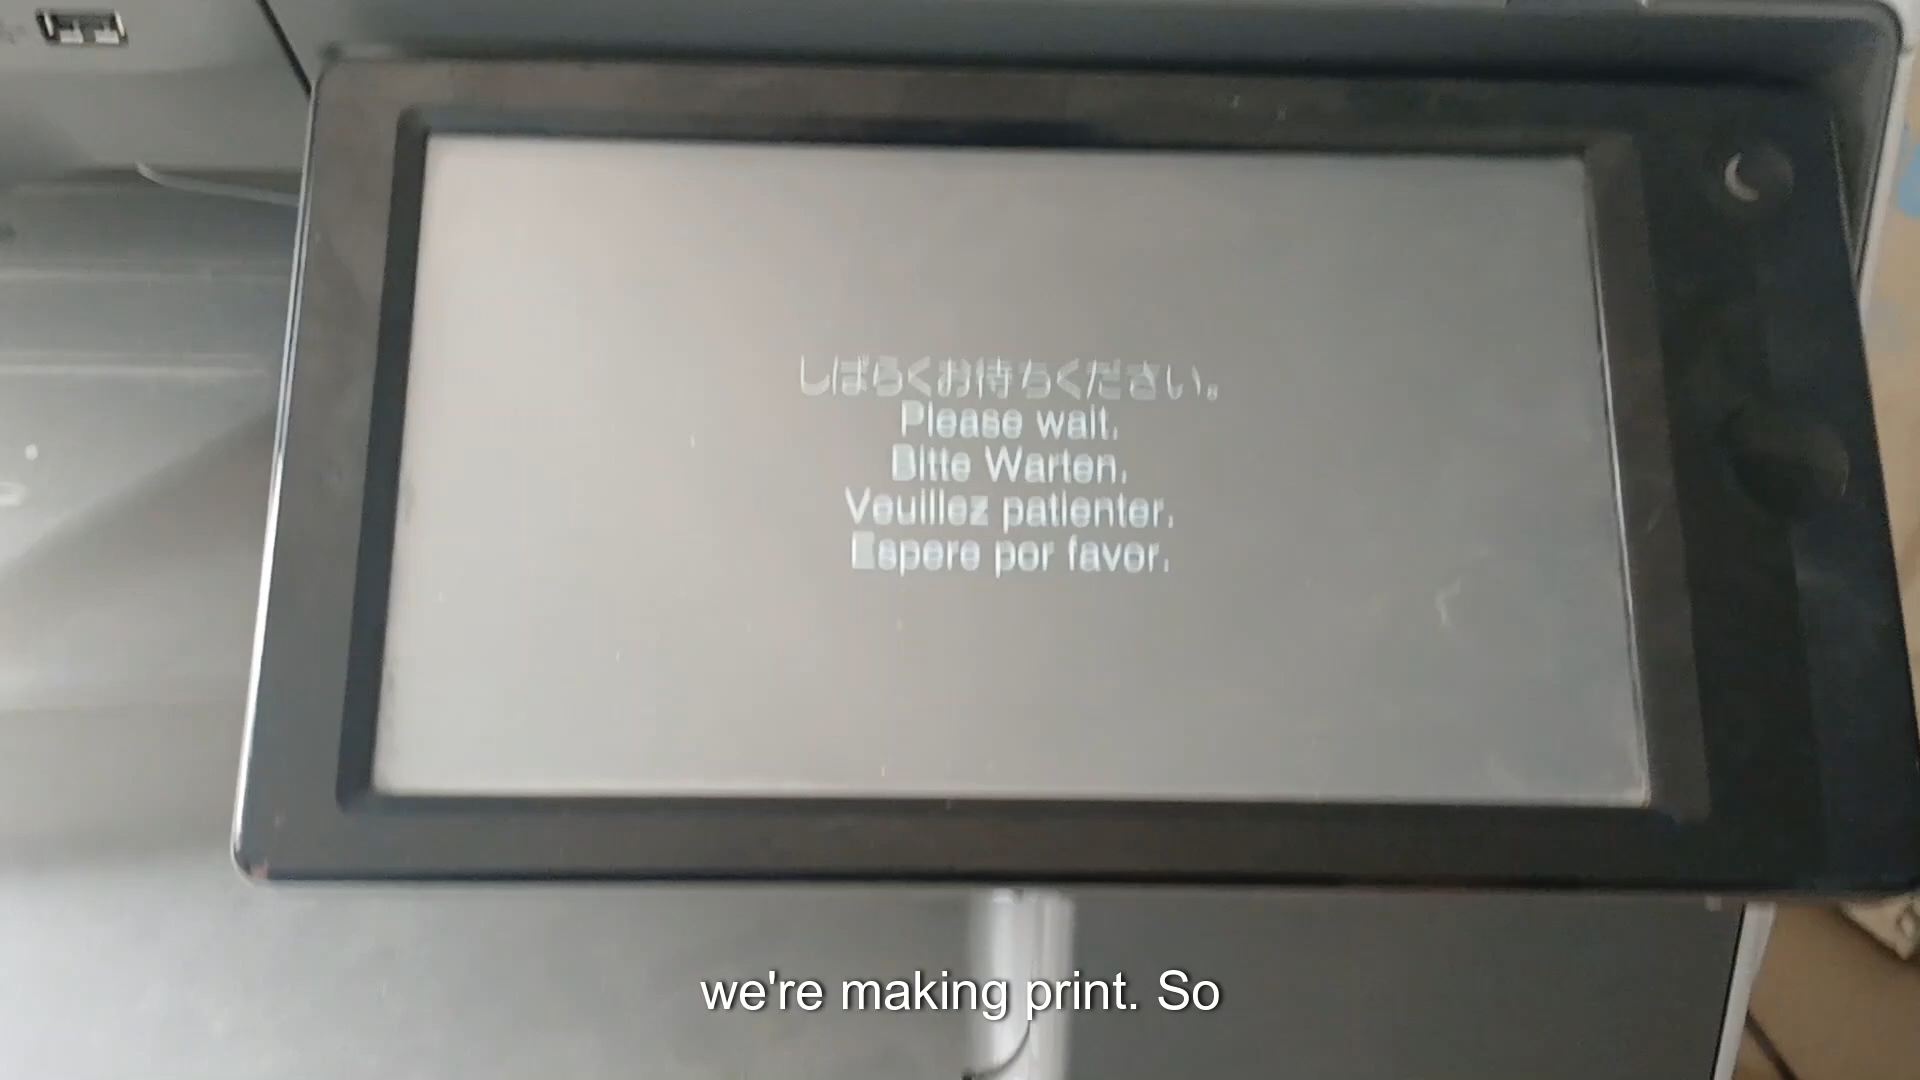 しばらくお待ちください。
Please wait.
Bitte Warten.
Veuillez patienter.
Espere por favor.
we're making print. So